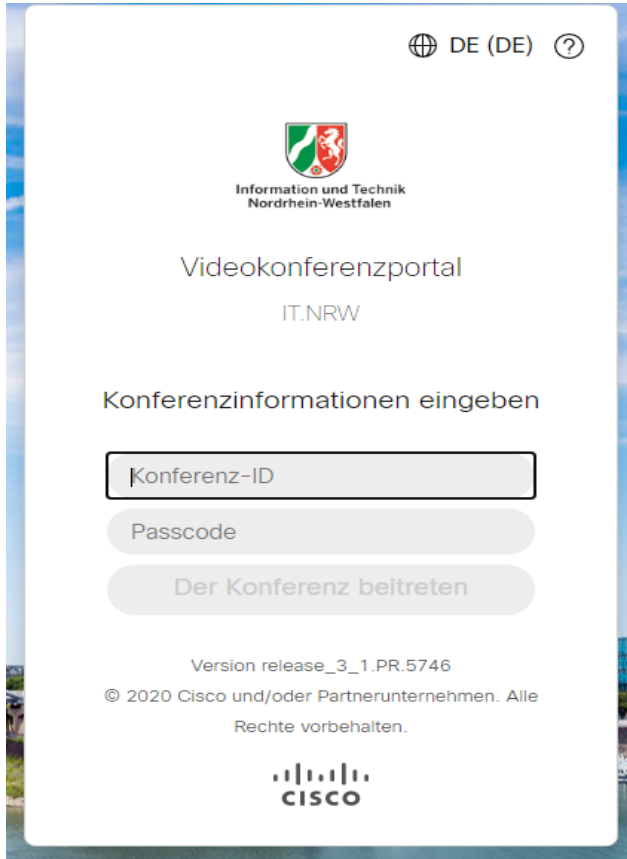 DE (DE) ?
Information und Technik
Nordrhein-Westfalen
Videokonferenzportal
IT.NRW
Konferenzinformationen eingeben
Konferenz-ID
Passcode
Der Konferenz beitreten
Version release_3_1.PR.5746
© 2020 Cisco und/oder Partnerunternehmen. Alle
Rechte vorbehalten.
CISCO